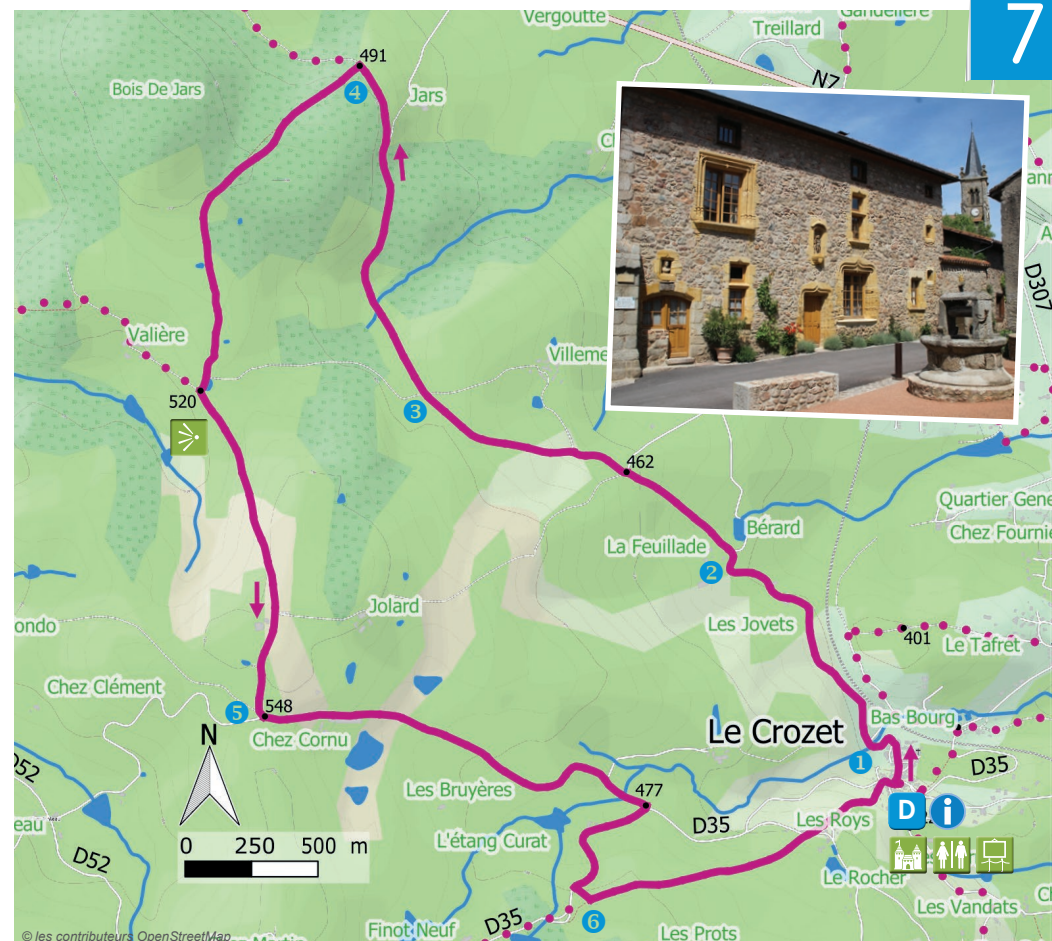 7
Vergoutte
Treillard
491
Bois De Jars
4
Jars
N7
D307
Valière
Villeme
520
3
462
Quartier Gene
Bérard
Chez Fournie
La Feuillade
2
Jolard
ondo
Les Jovets
401
Le Tafret
Chez Clément
5
548
Bas Bourg
N
Chez Cornu
Le Crozet
1
D52
D35
Les Bruyères
477
0 250 500 m
D35
Les Roys
D
i
eau
L'étang Curat
D52
Le Rocher
Les Vandats
6
D35
Finot Neuf
Les Prots
© les contributeurs OpenStreetMap